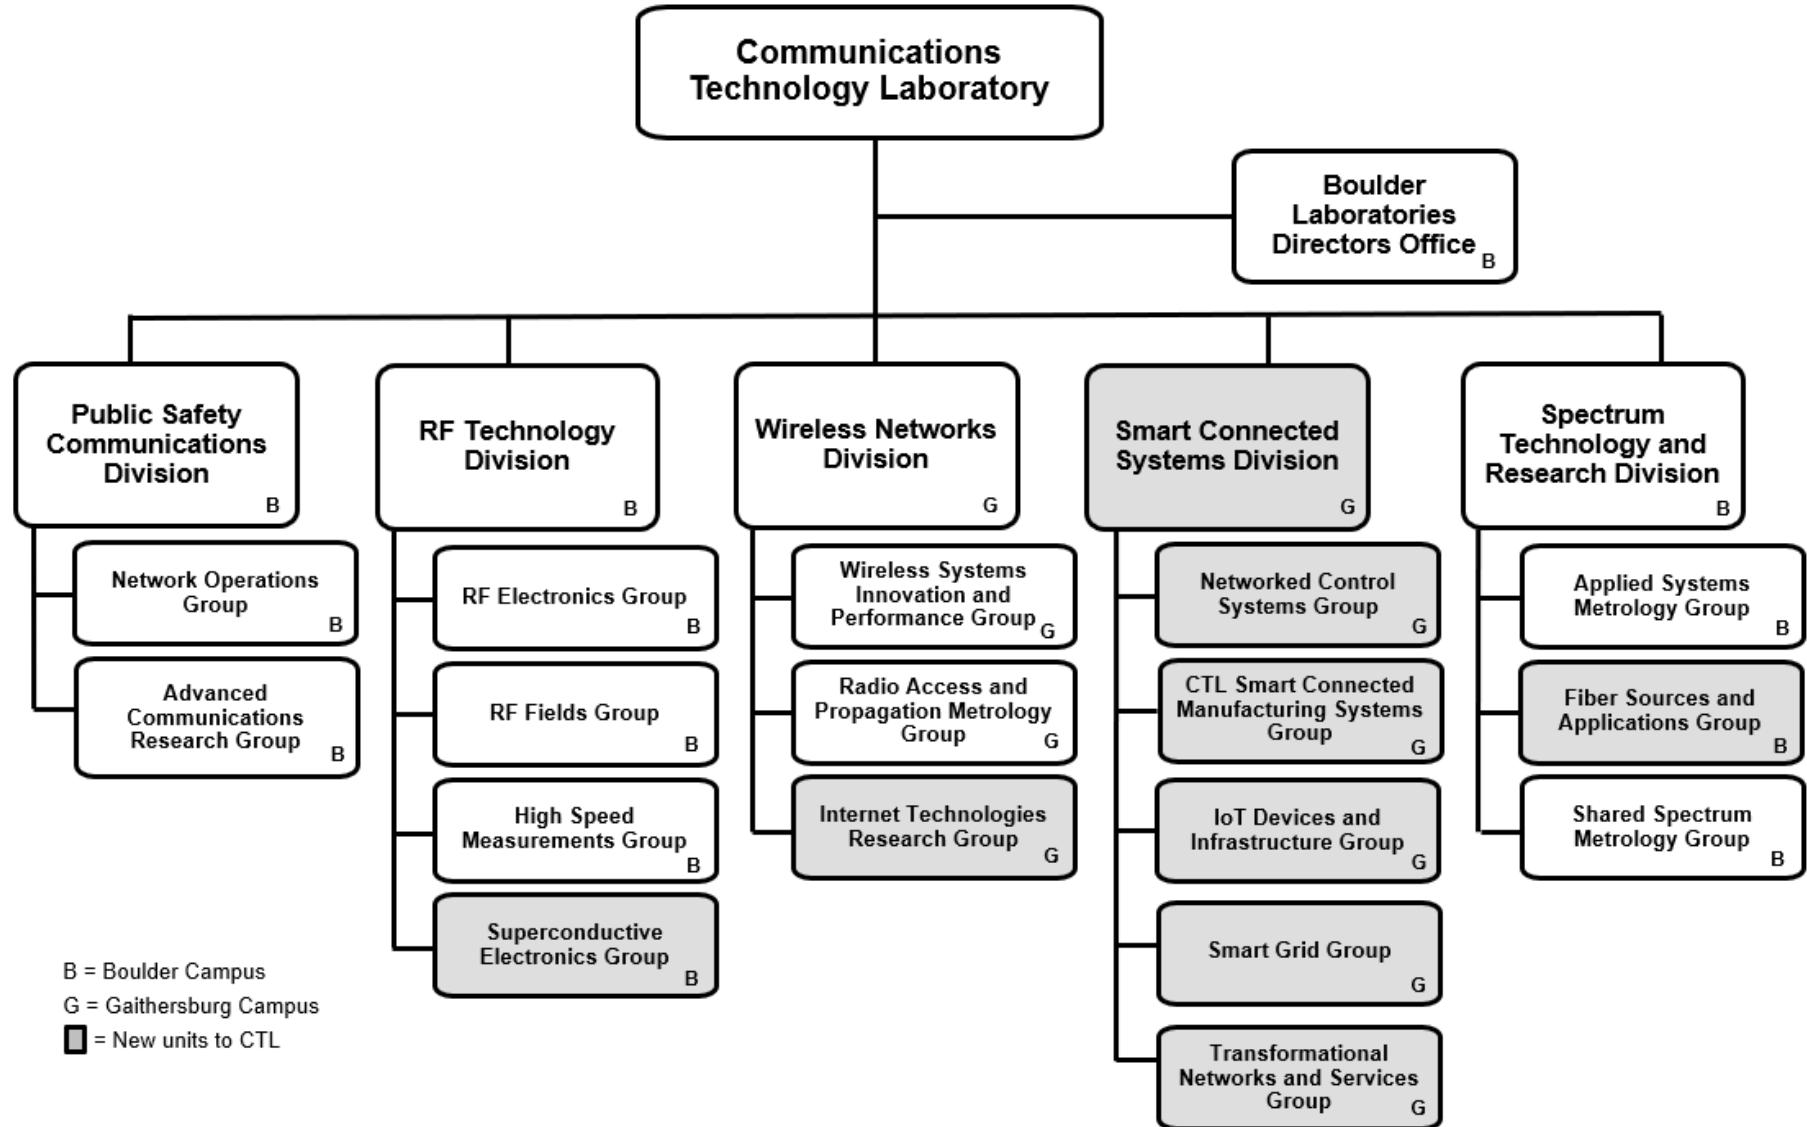 Communications
Technology Laboratory
Boulder
Laboratories
Directors Office
B
Public Safety
Communications
Division
B
Network Operations
Group
B
Advanced
Communications
Research Group
B
RF Technology
Division
B
RF Electronics Group
B
RF Fields Group
B
High Speed
Measurements Group
B
Superconductive
Electronics Group
B
Wireless Networks
Division
G
Wireless Systems
Innovation and
Performance Group
G
Radio Access and
Propagation Metrology
Group
G
Internet Technologies
Research Group
G
Smart Connected
Systems Division
G
Networked Control
Systems Group
G
CTL Smart Connected
Manufacturing Systems
Group
G
IoT Devices and
Infrastructure Group
G
Smart Grid Group
G
Transformational
Networks and Services
Group
G
Spectrum
Technology and
Research Division
B
Applied Systems
Metrology Group
B
Fiber Sources and
Applications Group
B
Shared Spectrum
Metrology Group
B
B = Boulder Campus
G = Gaithersburg Campus
= New units to CTL